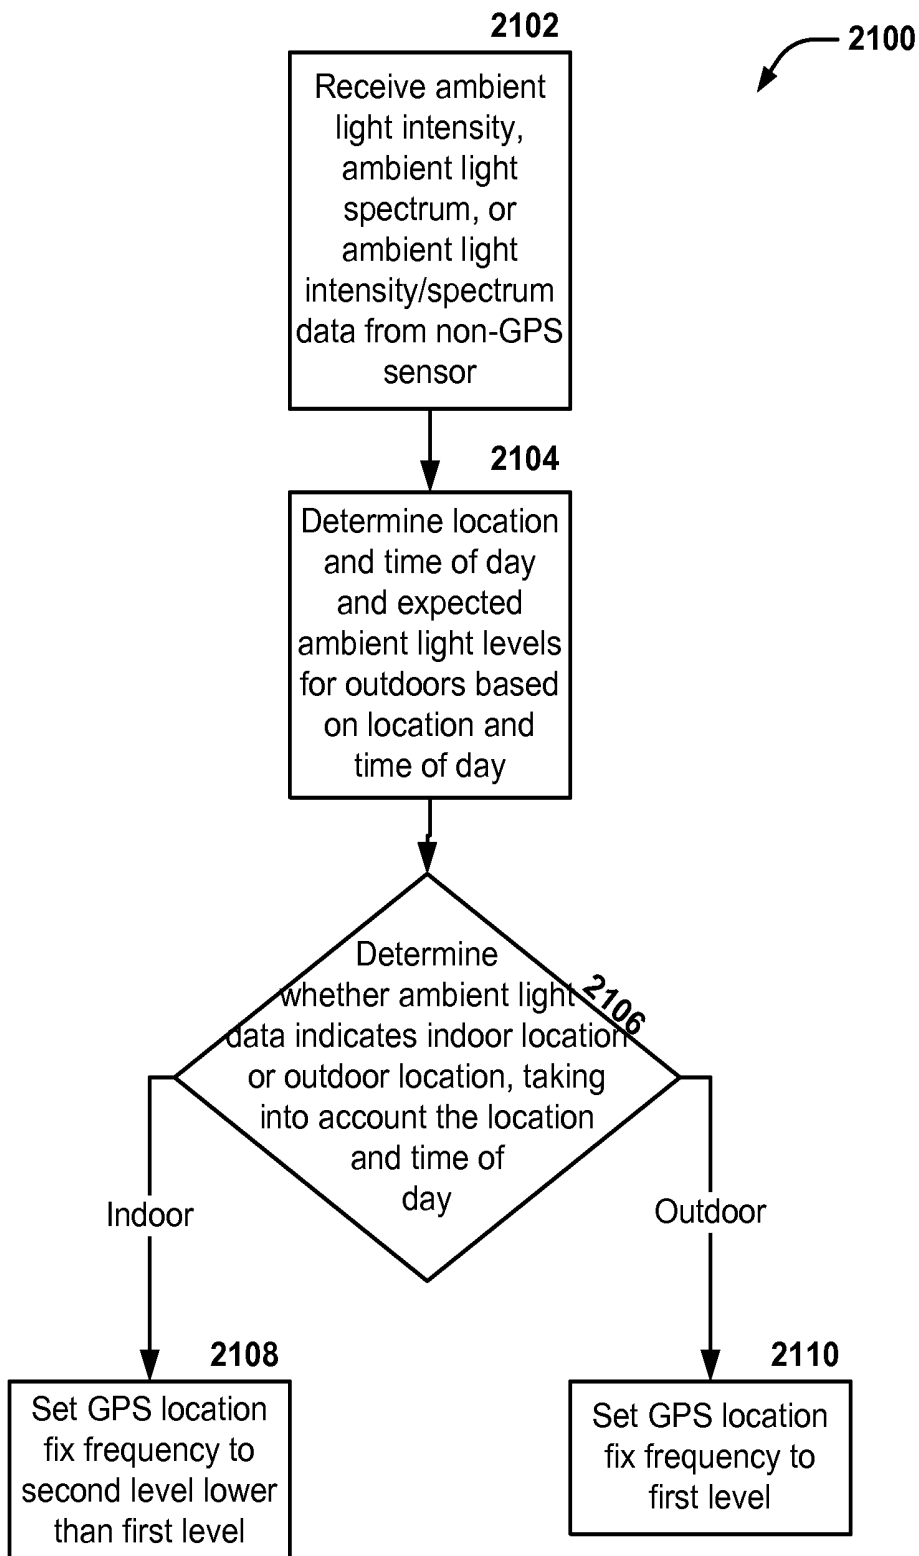 2102
2100
Receive ambient
light intensity,
ambient light
spectrum, or
ambient light
intensity/spectrum
data from non-GPS
sensor
2104
Determine location
and time of day
and expected
ambient light levels
for outdoors based
on location and
time of day
2106
Determine
whether ambient light
data indicates indoor location
or outdoor location, taking
into account the location
and time of
day
Indoor
Outdoor
2108
Set GPS location
fix frequency to
second level lower
than first level
2110
Set GPS location
fix frequency to
first level